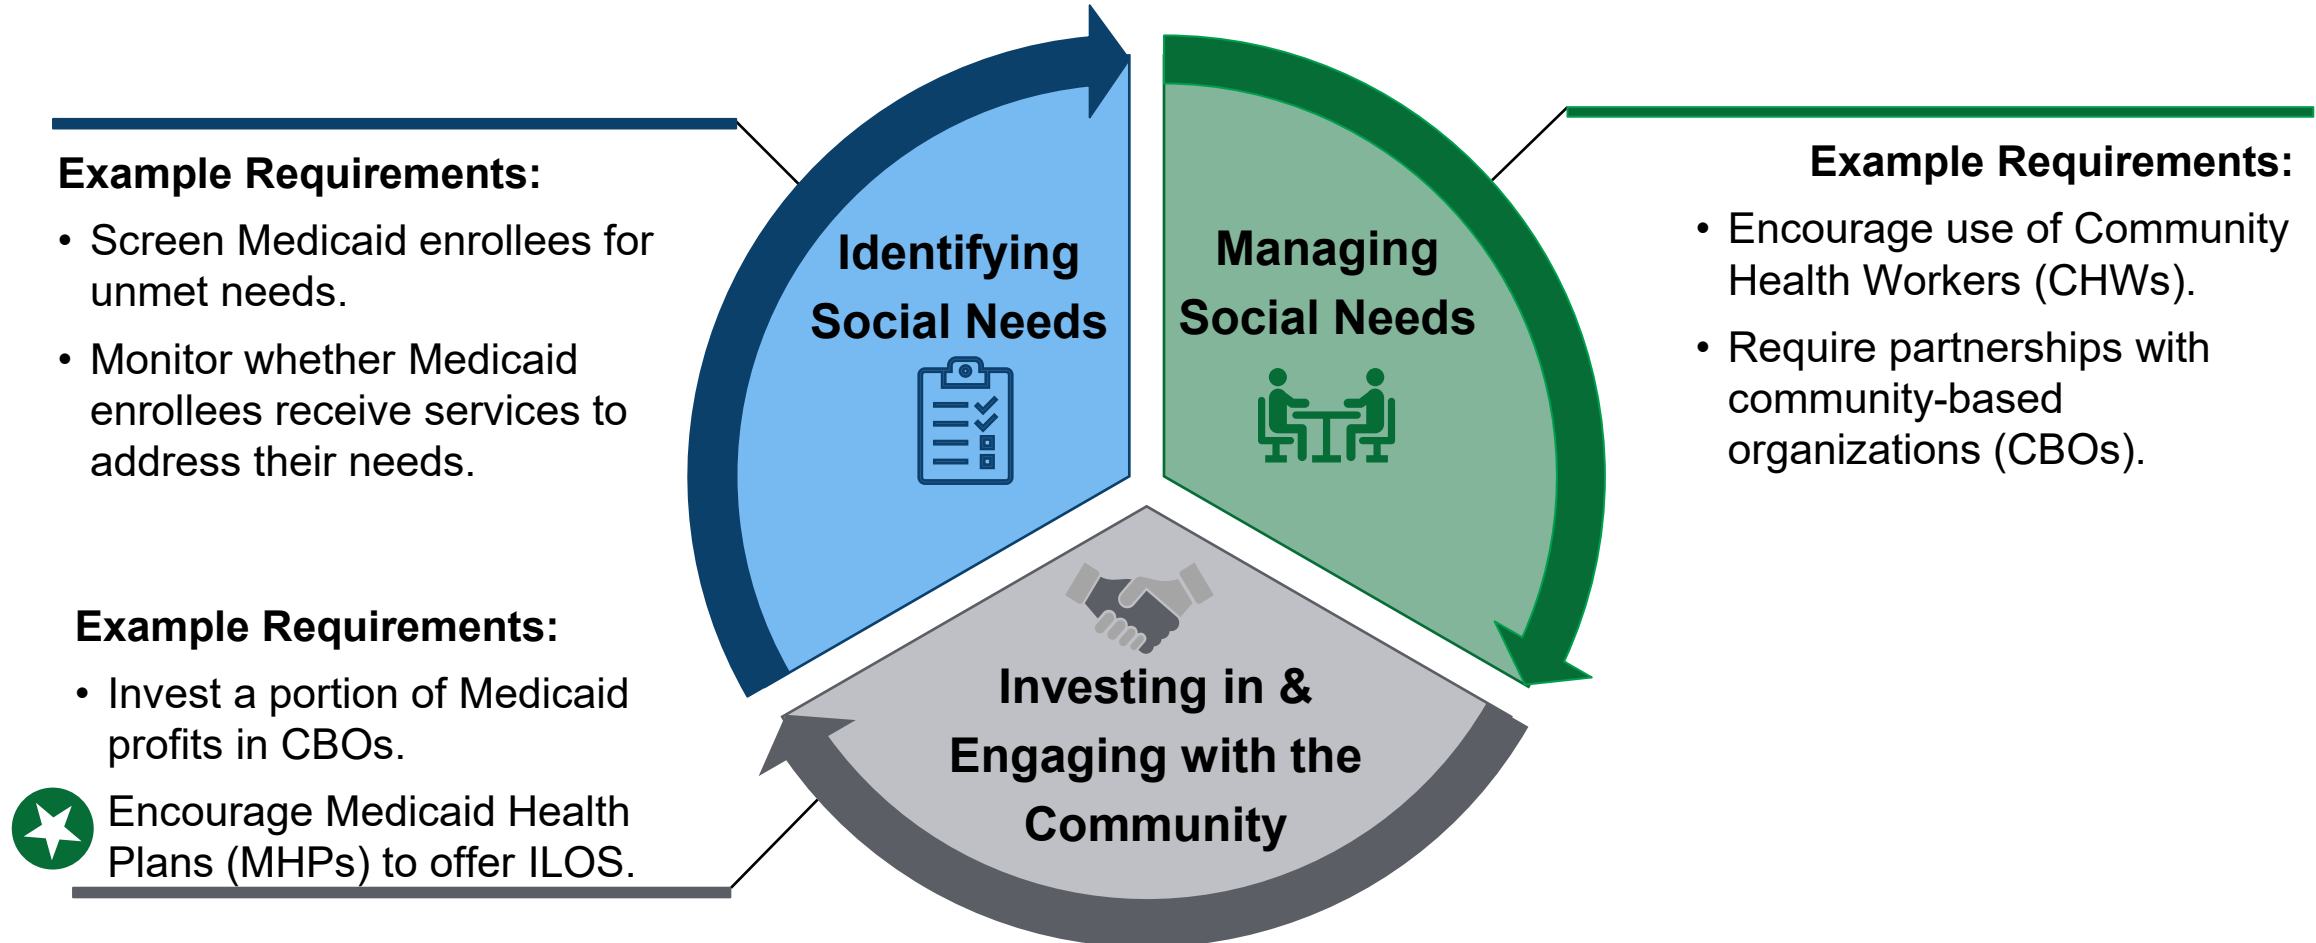 Example Requirements:
• Screen Medicaid enrollees for
unmet needs.
• Monitor whether Medicaid
enrollees receive services to
address their needs.
Identifying
Social Needs
Managing
Social Needs
Example Requirements:
• Encourage use of Community
Health Workers (CHWs).
• Require partnerships with
community-based
organizations (CBOs).
Example Requirements:
• Invest a portion of Medicaid
profits in CBOs.
Encourage Medicaid Health
Plans (MHPs) to offer ILOS.
Investing in &
Engaging with the
Community